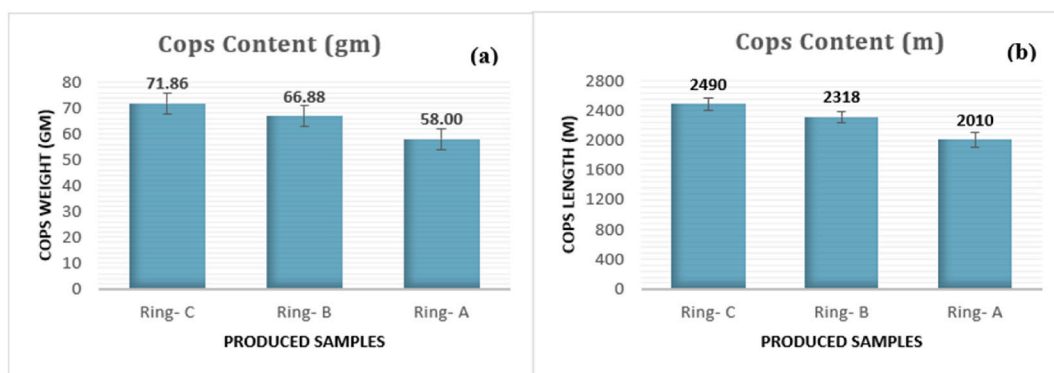 Cops Content (gm)
(a)
COPS WEIGHT (GM)
80
70
60
50
40
30
20
10
0
71.86
66.88
58.00
Ring- C
Ring- B
Ring- A
PRODUCED SAMPLES
Cops Content (m)
(b)
COPS LENGTH (M)
2800
2400
2000
1600
1200
800
400
0
2490
2318
2010
Ring- C
Ring- B
Ring- A
PRODUCED SAMPLES